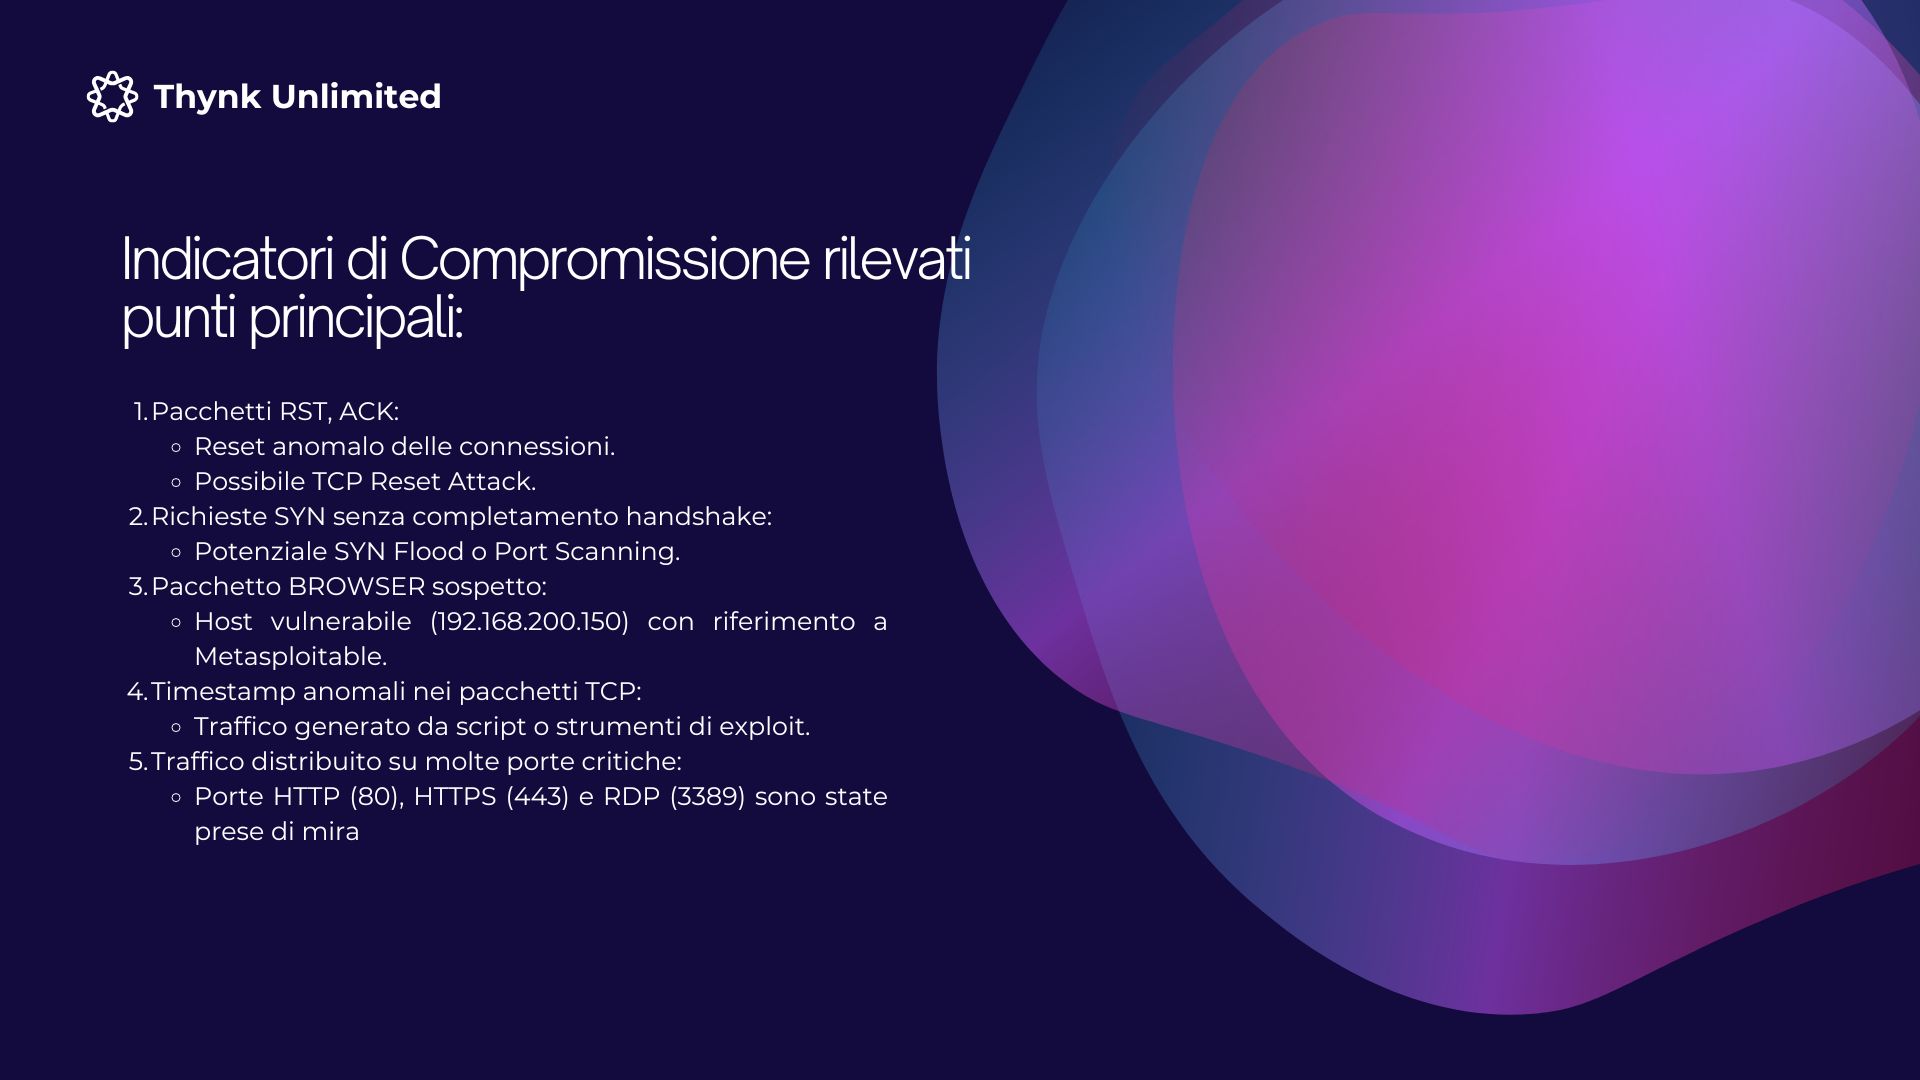 Thynk Unlimited
Indicatori di Compromissione rilevati
punti principali:
1. Pacchetti RST, ACK:
◦ Reset anomalo delle connessioni.
◦ Possibile TCP Reset Attack.
2. Richieste SYN senza completamento handshake:
◦ Potenziale SYN Flood o Port Scanning.
3. Pacchetto BROWSER sospetto:
◦ Host vulnerabile (192.168.200.150) con riferimento a
Metasploitable.
4. Timestamp anomali nei pacchetti TCP:
◦ Traffico generato da script o strumenti di exploit.
5. Traffico distribuito su molte porte critiche:
◦ Porte HTTP (80), HTTPS (443) e RDP (3389) sono state
prese di mira